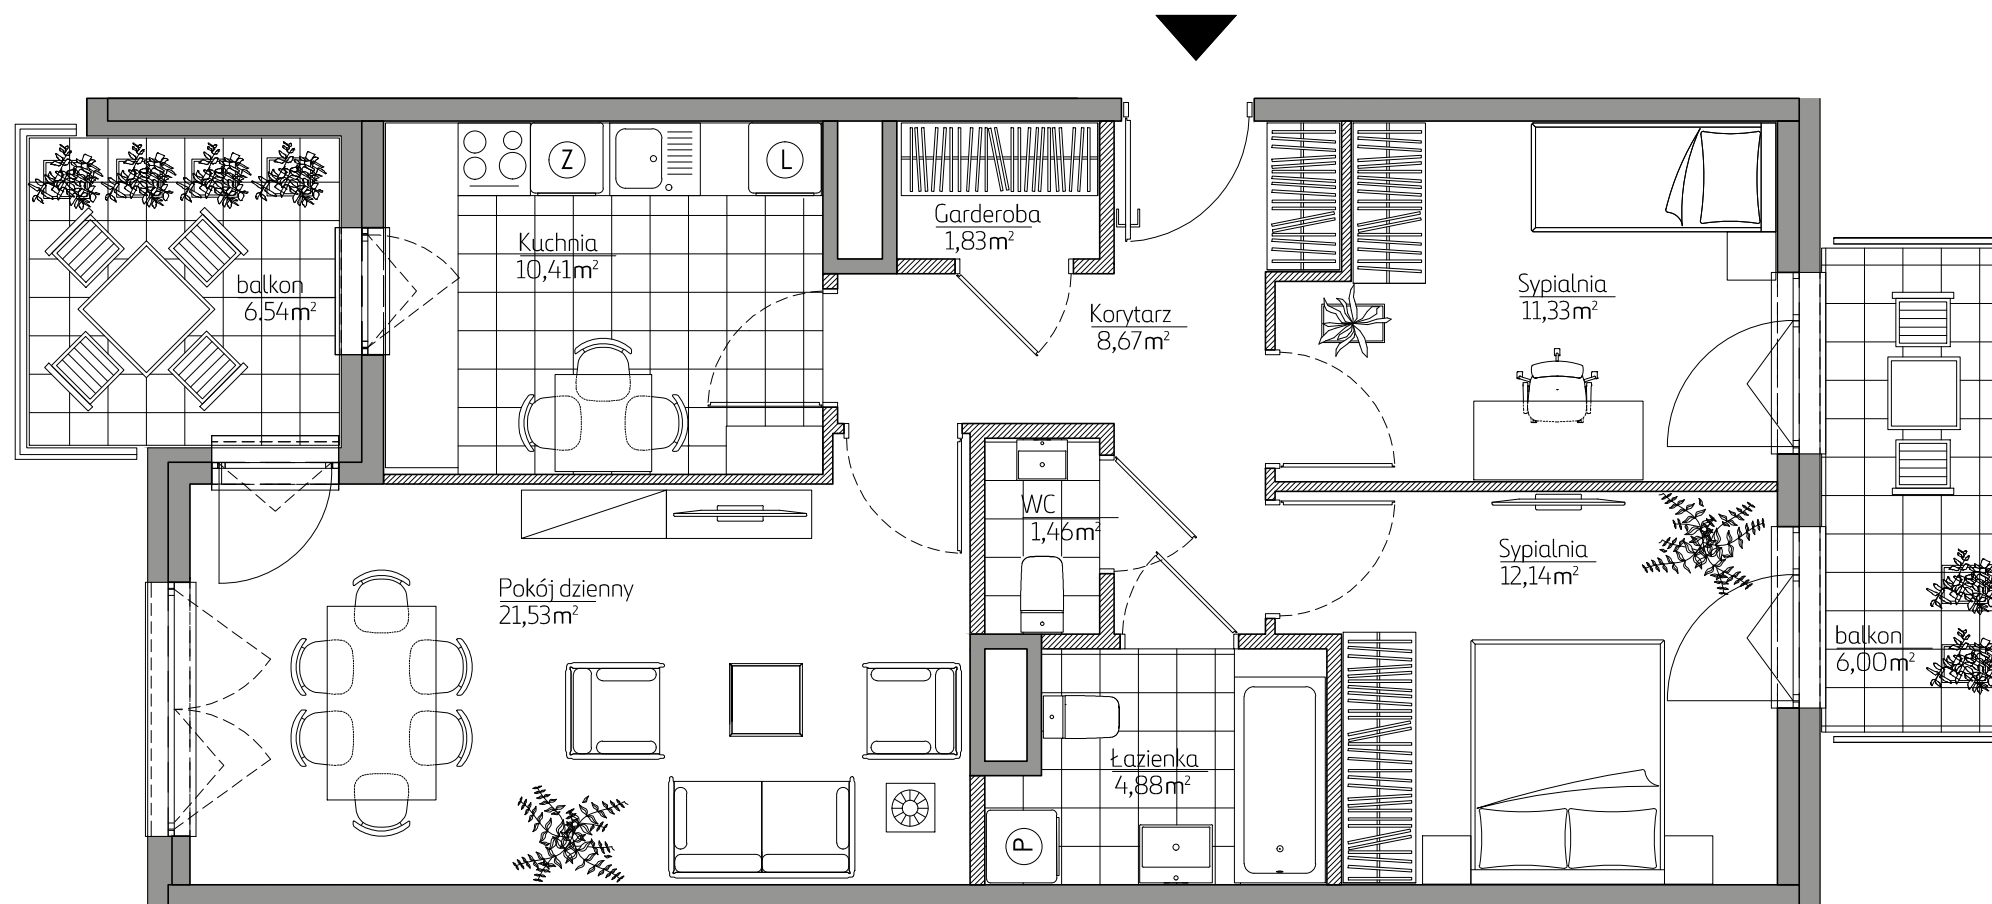 Z
L
Garderoba
1,83m²
Kuchnia
10,41m²
balkon
6.54m²
Korytarz
8,67m²
Sypialnia
11,33m²
WC
1,46m²
Sypialnia
12,14m²
Pokój dzienny
21,53m²
balkon
6,00m²
Łazienka
4,88m²
P